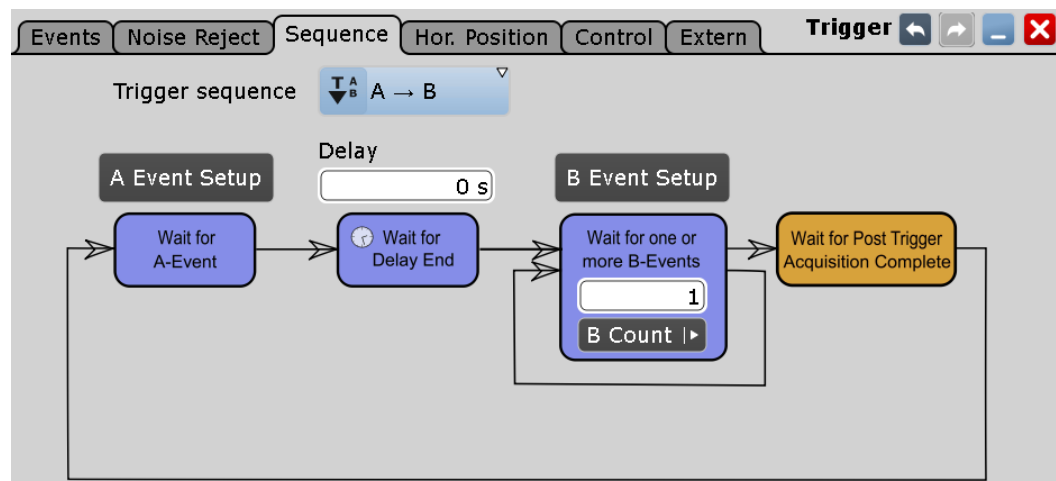 Events Noise Reject Sequence Hor. Position Control Extern Trigger
Trigger sequence T A B A → B
Delay
A Event Setup 0 s B Event Setup
Wait for
A-Event
Wait for
Delay End
Wait for one or
more B-Events
1
B Count
Wait for Post Trigger
Acquisition Complete